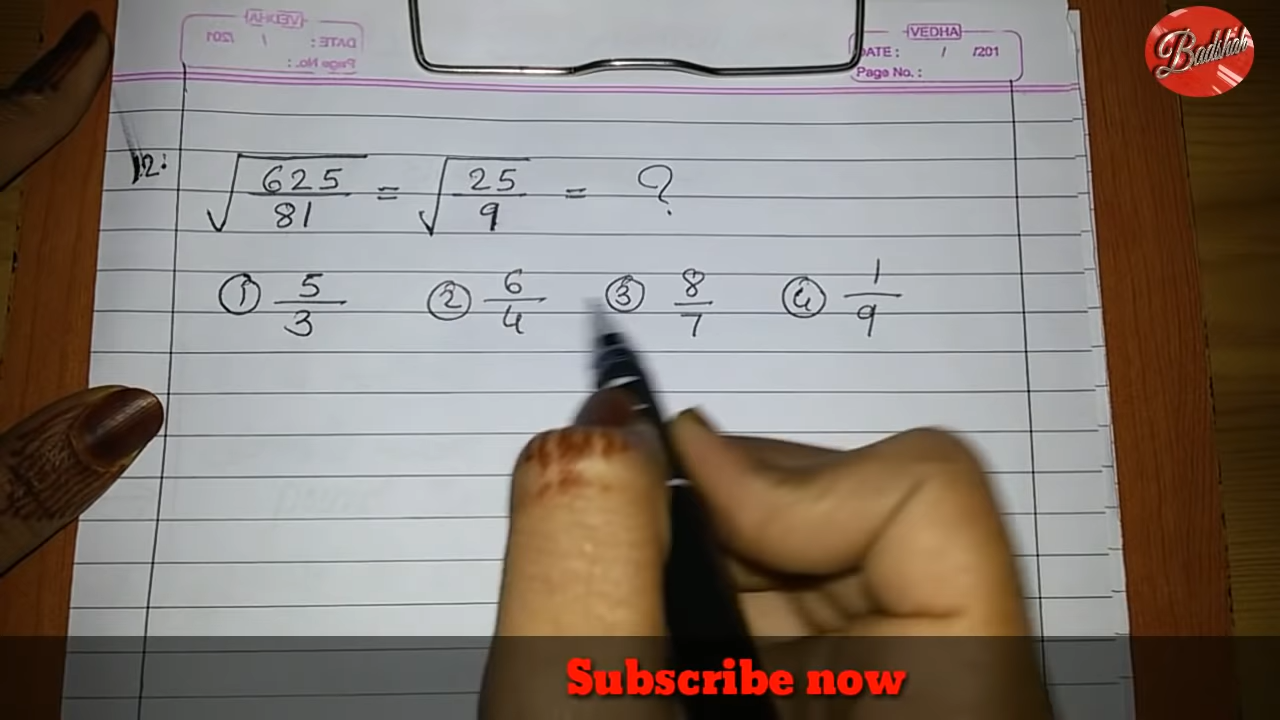 VEDHA
DATE : / /201
Page No. :
VEDHA
DATE : / /201
Page No. :
Badshah
12: √625/81 = √25/9 = ?
① 5/3 ② 6/4 ③ 8/7 ④ 1/9
Subscribe now